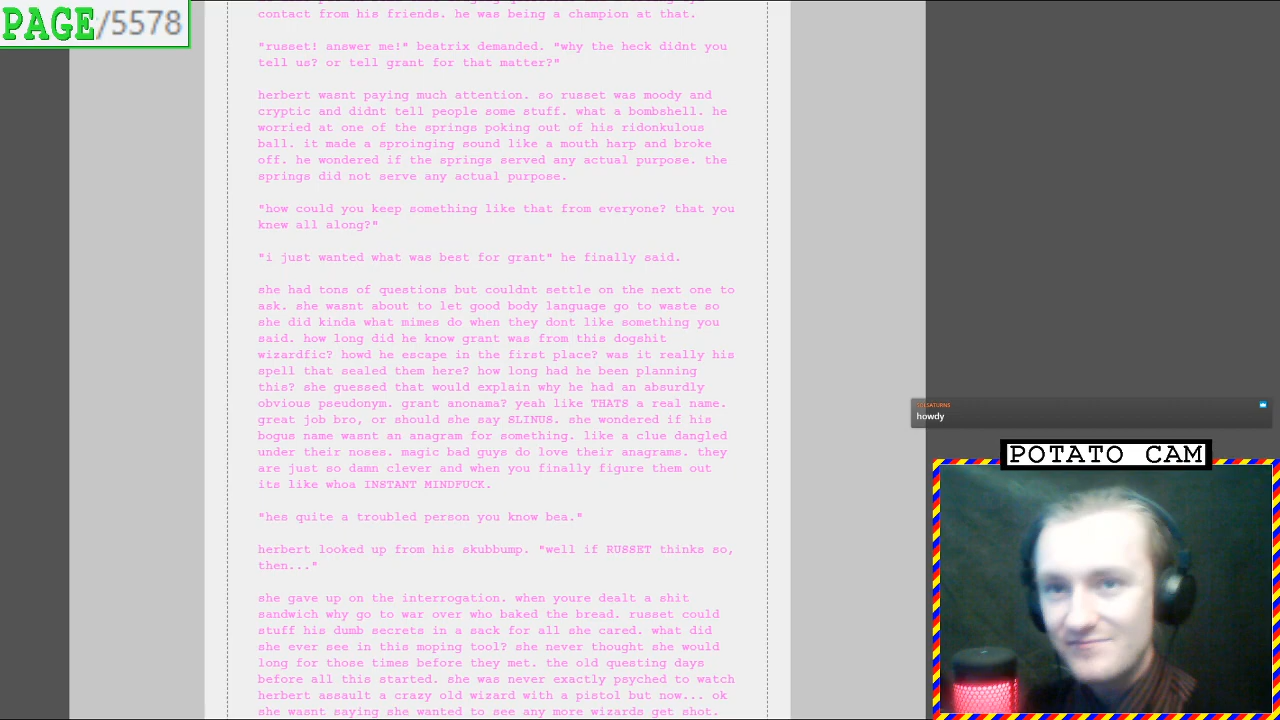 PAGE/5578
contact from his friends. he was being a champion at that.
"russet! answer me!" beatrix demanded. "why the heck didnt you
tell us? or tell grant for that matter?"
herbert wasnt paying much attention. so russet was moody and
cryptic and didnt tell people some stuff. what a bombshell. he
worried at one of the springs poking out of his ridonkulous
ball. it made a sproinging sound like a mouth harp and broke
off. he wondered if the springs served any actual purpose. the
springs did not serve any actual purpose.
"how could you keep something like that from everyone? that you
knew all along?"
"i just wanted what was best for grant" he finally said.
she had tons of questions but couldnt settle on the next one to
ask. she wasnt about to let good body language go to waste so
she did kinda what mimes do when they dont like something you
said. how long did he know grant was from this dogshit
wizardfic? howd he escape in the first place? was it really his
spell that sealed them here? how long had he been planning
this? she guessed that would explain why he had an absurdly
obvious pseudonym. grant anonama? yeah like THATS a real name.
great job bro, or should she say SLINUS. she wondered if his
bogus name wasnt an anagram for something. like a clue dangled
under their noses. magic bad guys do love their anagrams. they
are just so damn clever and when you finally figure them out
its like whoa INSTANT MINDFUCK.
"hes quite a troubled person you know bea."
herbert looked up from his skubbump. "well if RUSSET thinks so,
then..."
she gave up on the interrogation. when youre dealt a shit
sandwich why go to war over who baked the bread. russet could
stuff his dumb secrets in a sack for all she cared. what did
she ever see in this moping tool? she never thought she would
long for those times before they met. the old questing days
before all this started. she was never exactly psyched to watch
herbert assault a crazy old wizard with a pistol but now... ok
she wasnt saying she wanted to see any more wizards get shot.
howdy
POTATO CAM